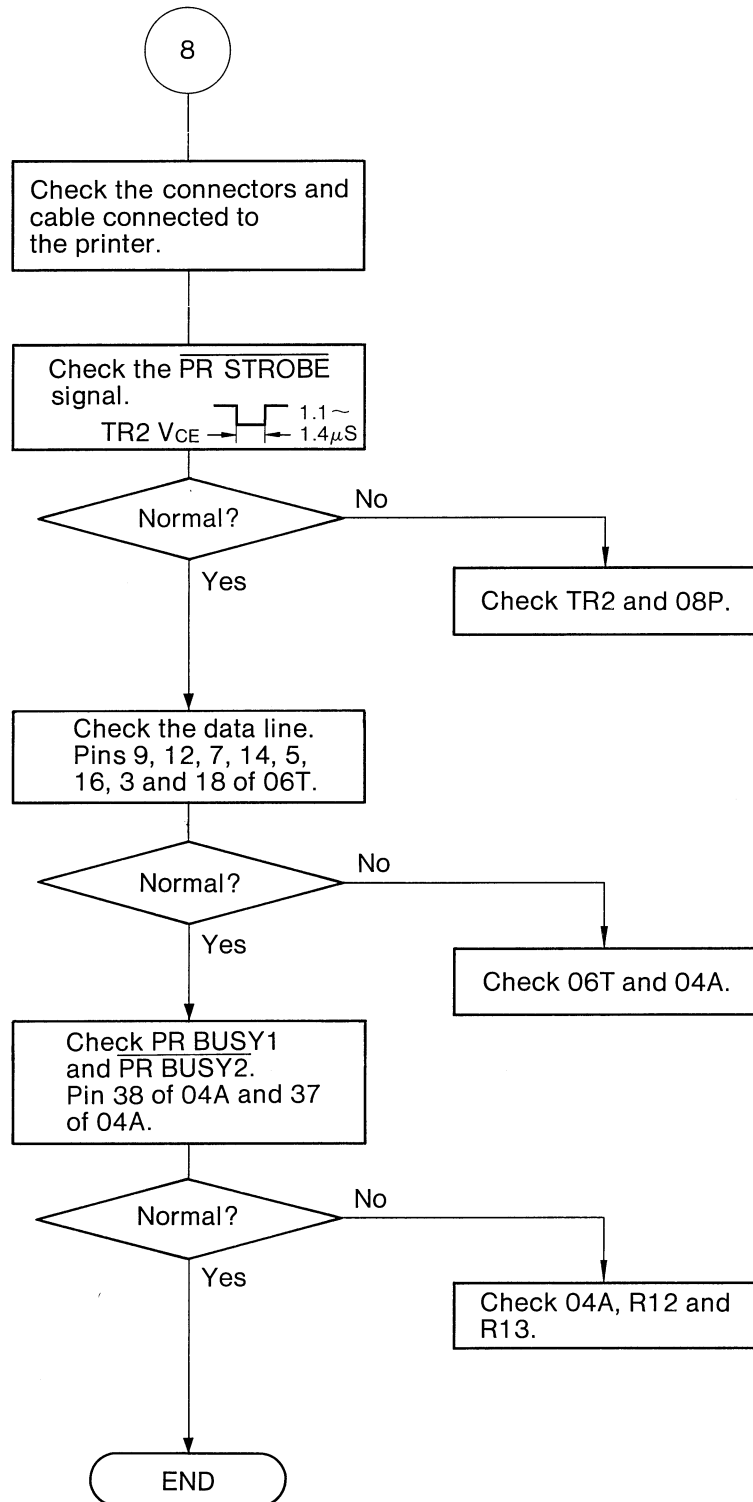 8
Check the connectors and
cable connected to
the printer.
Check the PR STROBE
signal.
TR2 VCE
1.1~
1.4μS
Normal?
No
Yes
Check TR2 and 08P.
Check the data line.
Pins 9, 12, 7, 14, 5,
16, 3 and 18 of 06T.
Normal?
No
Yes
Check 06T and 04A.
Check PR BUSY1
and PR BUSY2.
Pin 38 of 04A and 37
of 04A.
Normal?
No
Yes
Check 04A, R12 and
R13.
END